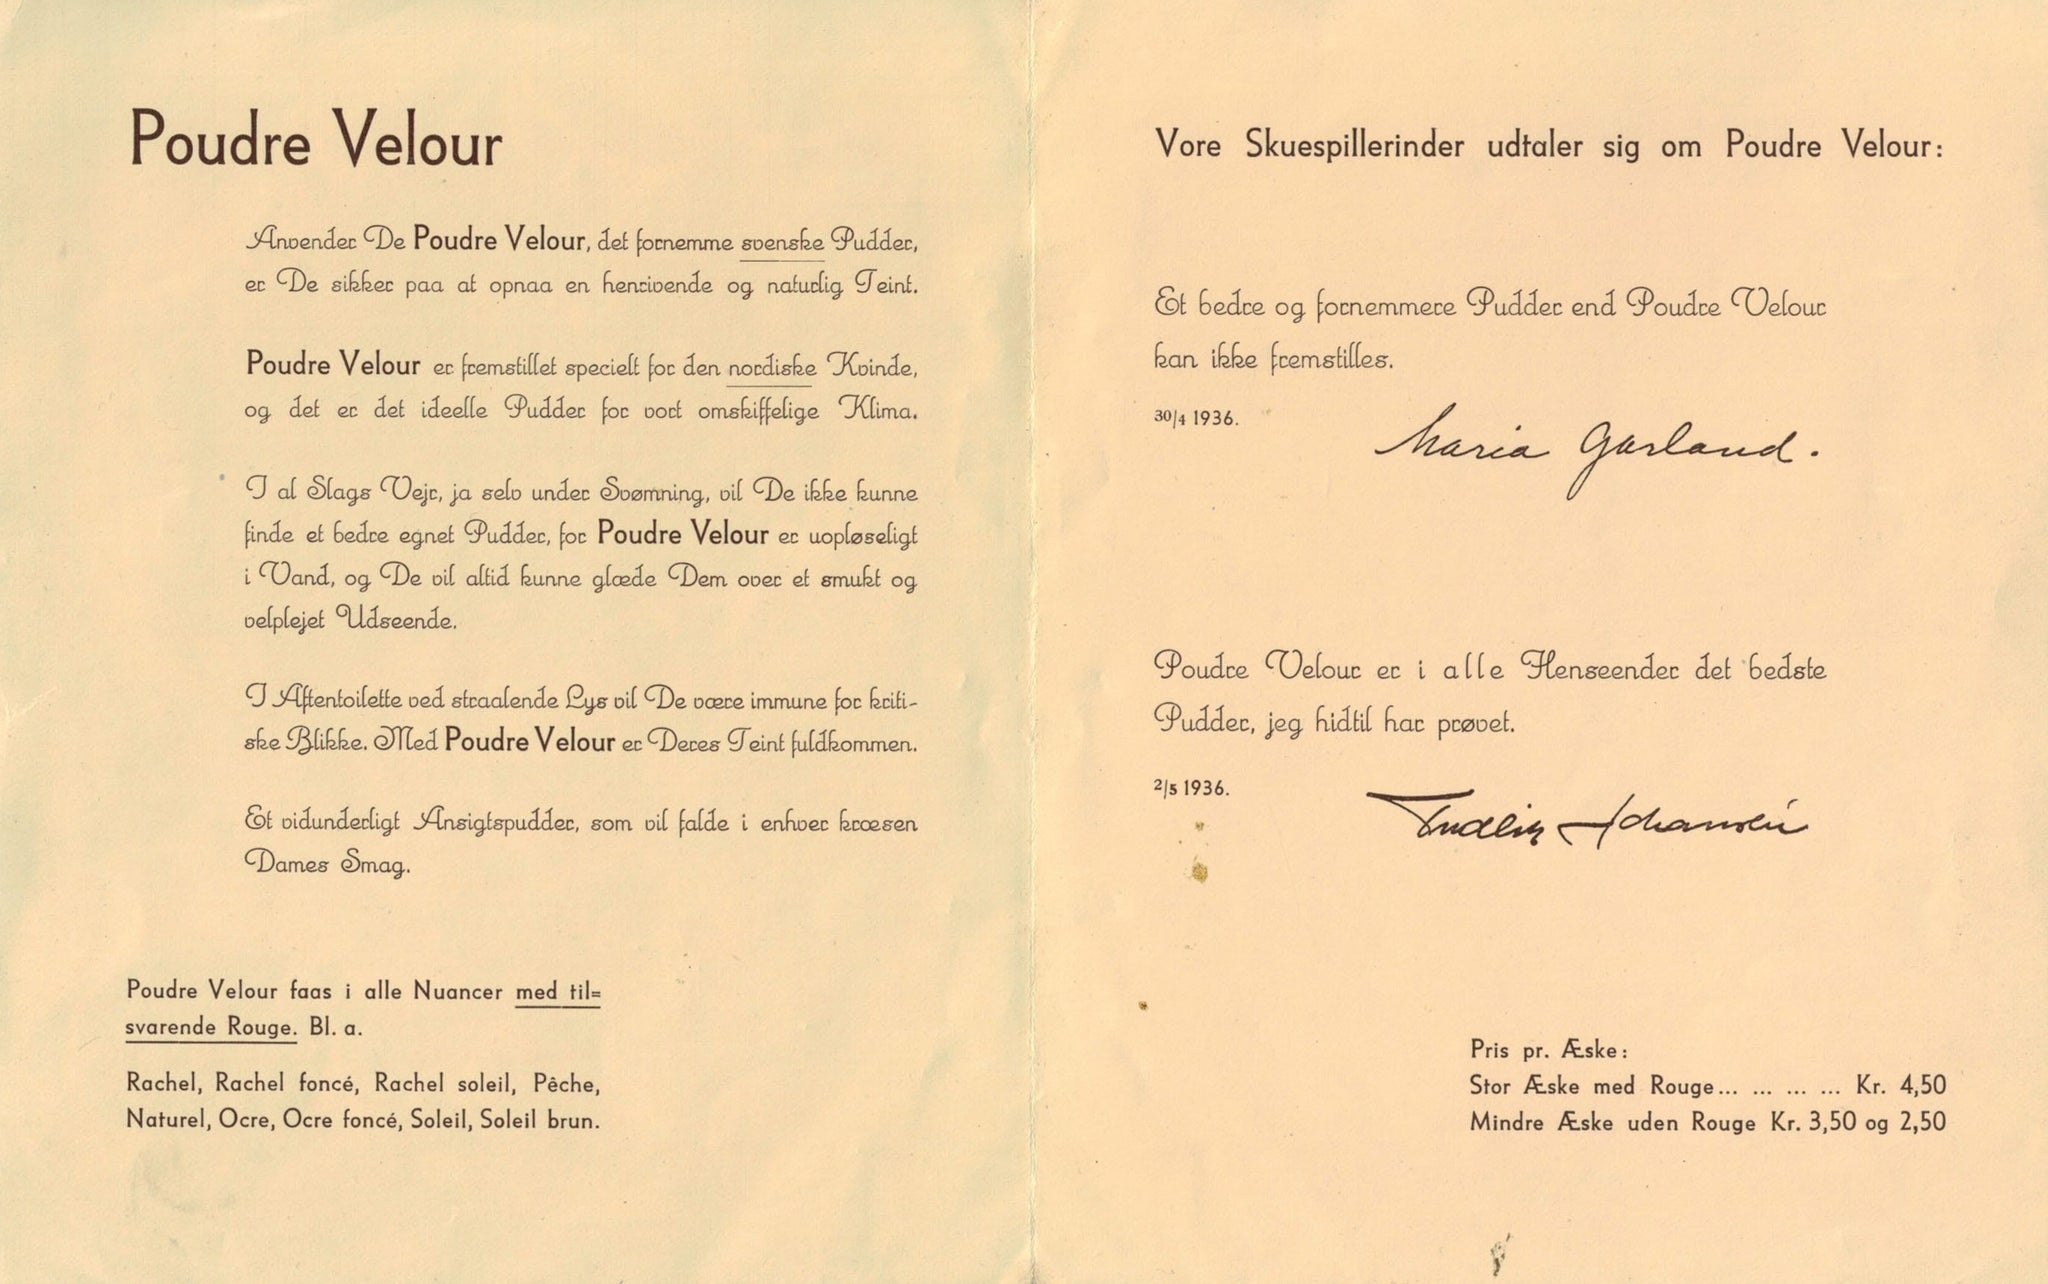 Poudre Velour
Anvender De Poudre Velour, det fornemme svenske Pudder,
er De sikker paa at opnaa en henrivende og naturlig Teint.
Poudre Velour er fremstillet specielt for den nordiske Kvinde,
og det er det ideelle Pudder for vort omskiffelige Klima.
I al Slags Vejr, ja selv under Svømning, vil De ikke kunne
finde et bedre egnet Pudder, for Poudre Velour er uopløseligt
i Vand, og De vil altid kunne glæde Dem over et smukt og
velplejet Udseende.
I Aftentoilette ved straalende Lys vil De være immune for kriti-
ske Blikke. Med Poudre Velour er Deres Teint fuldkommen.
Et vidunderligt Ansigtspudder, som vil falde i enhver kræsen
Dames Smag.
Poudre Velour faas i alle Nuancer med til=
svarende Rouge. Bl. a.
Rachel, Rachel foncé, Rachel soleil, Pêche,
Naturel, Ocre, Ocre foncé, Soleil, Soleil brun.
Vore Skuespillerinder udtaler sig om Poudre Velour:
Et bedre og fornemmere Pudder end Poudre Velour
kan ikke fremstilles.
30/4 1936.
Maria Garland.
Poudre Velour er i alle Henseender det bedste
Pudder, jeg hidtil har prøvet.
2/5 1936.
Johansen
Pris pr. Æske:
Stor Æske med Rouge... ... ... ... Kr. 4,50
Mindre Æske uden Rouge Kr. 3,50 og 2,50